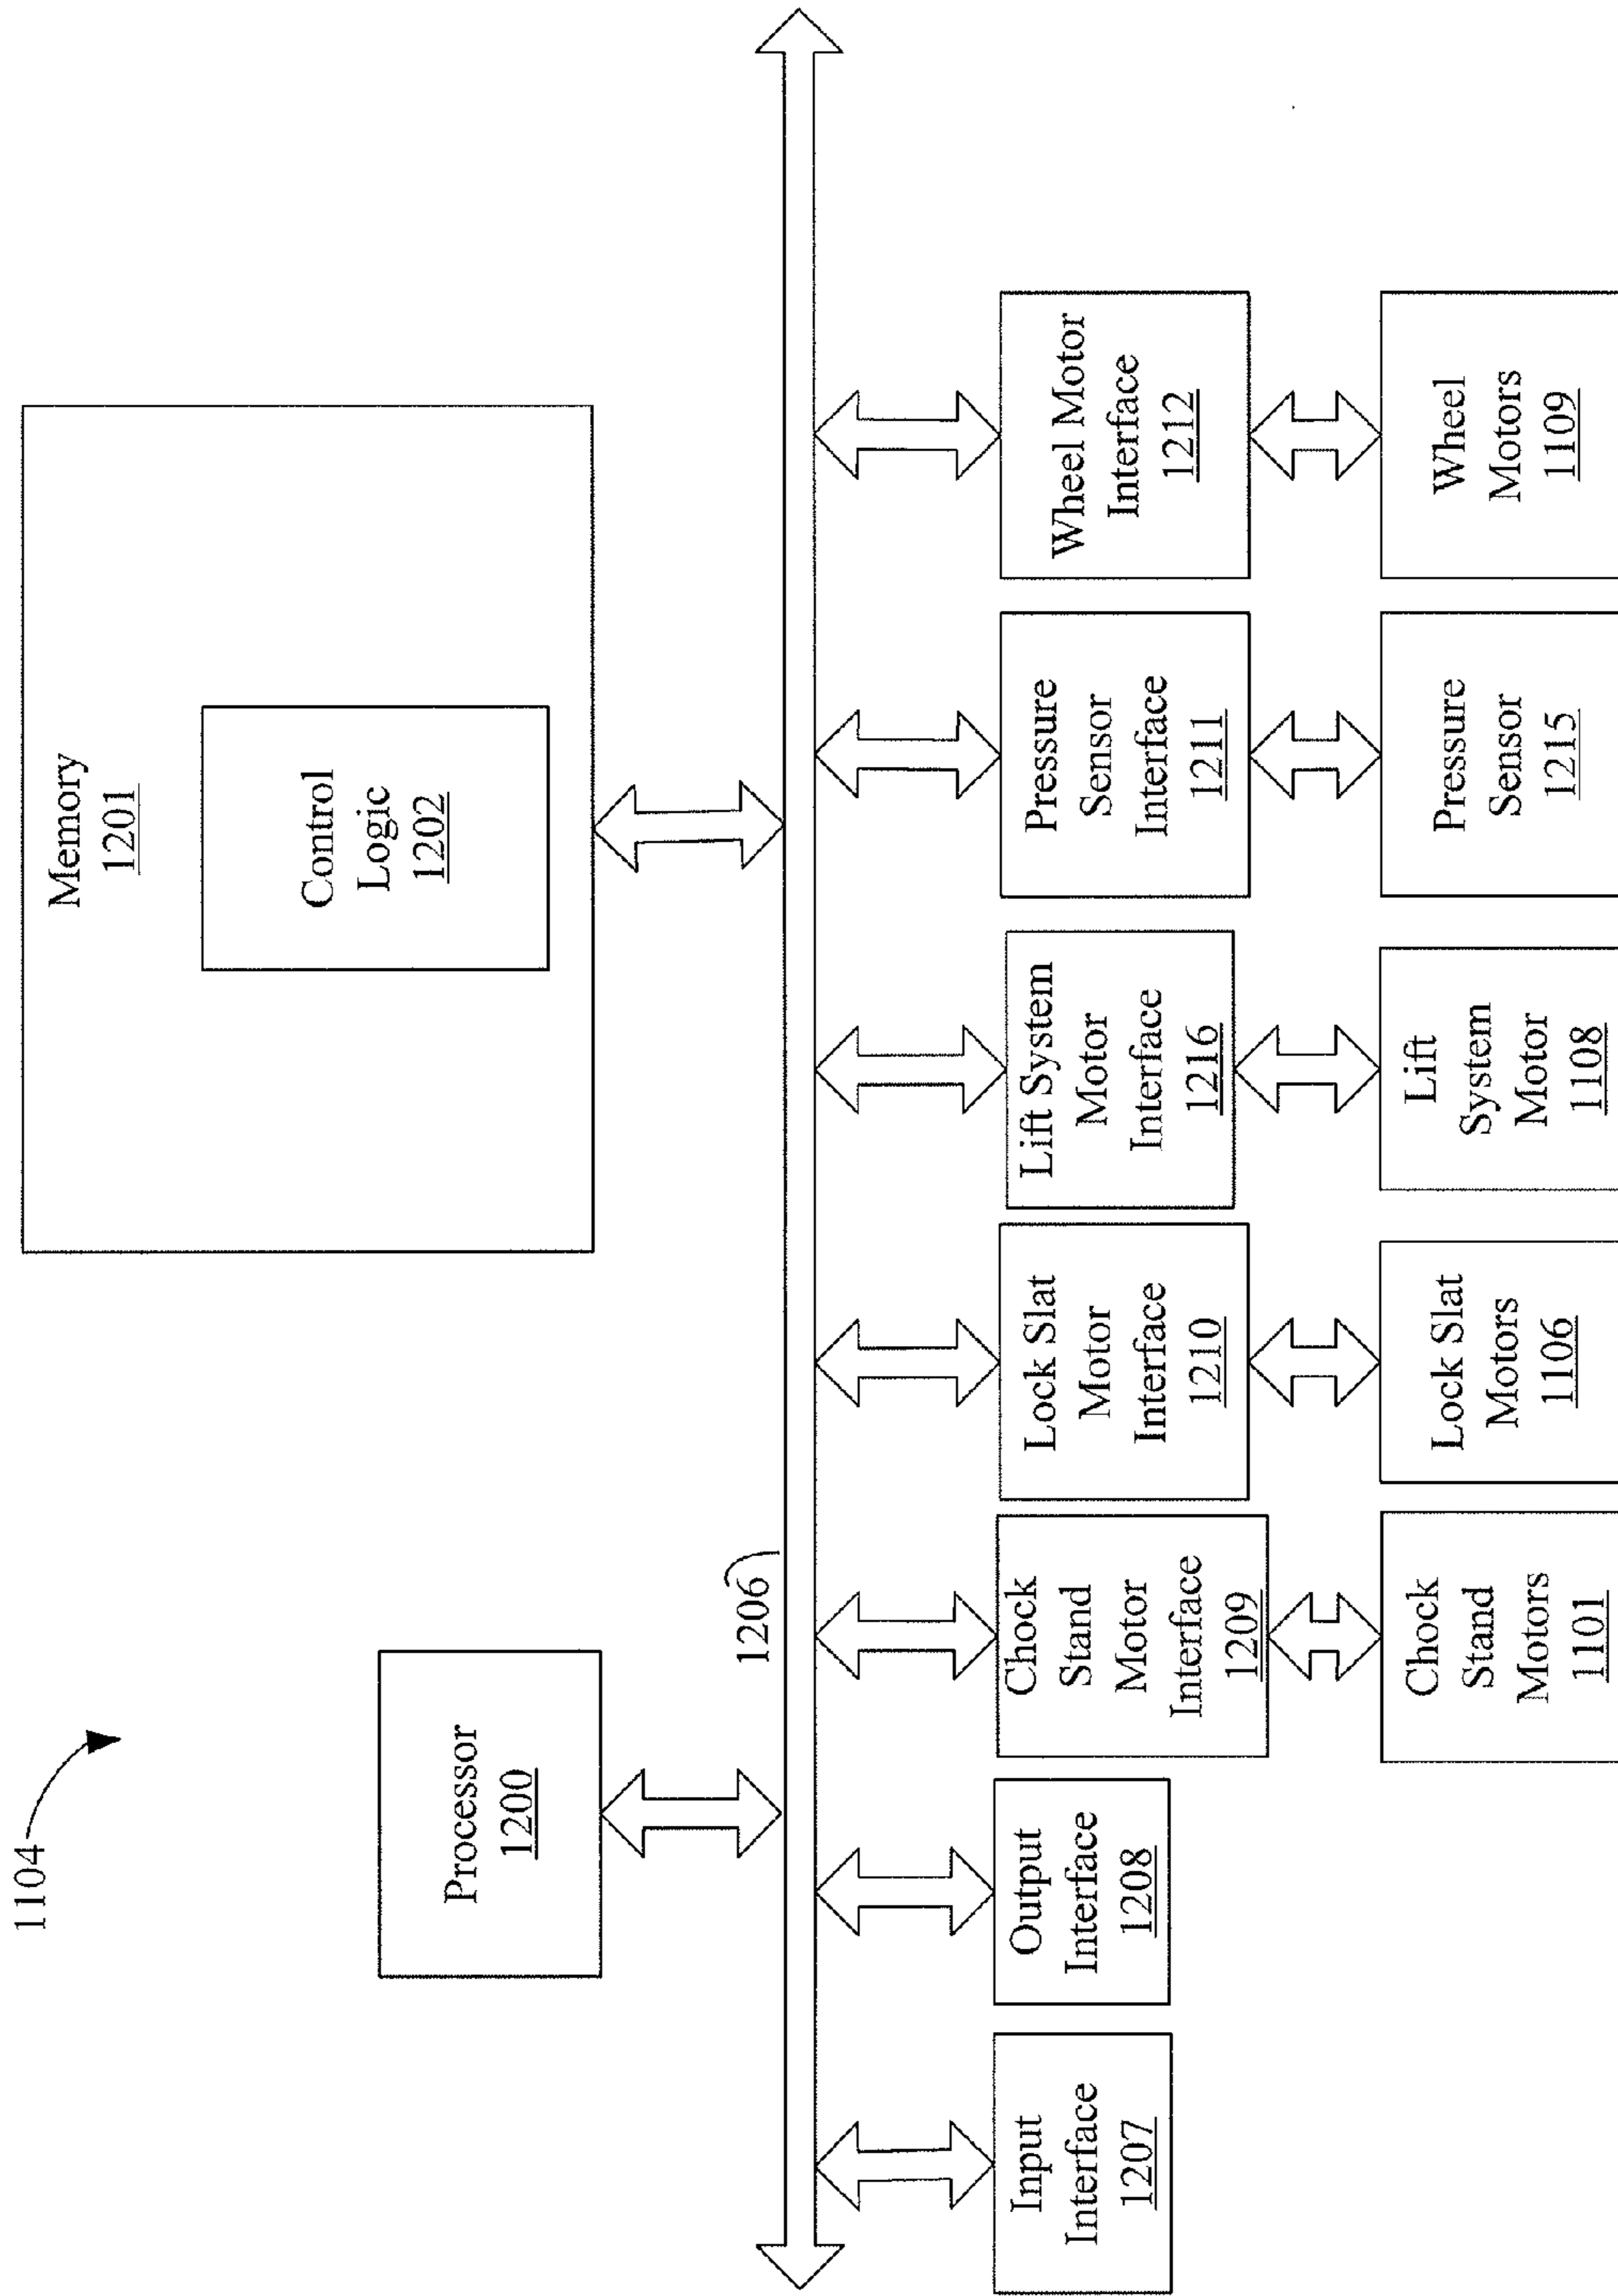 1104
Memory
1201
Control
Logic
1202
Processor
1200
1206
Input
Interface
1207
Output
Interface
1208
Chock
Stand
Motor
Interface
1209
Lock Slat
Motor
Interface
1210
Lift System
Motor
Interface
1216
Pressure
Sensor
Interface
1211
Wheel Motor
Interface
1212
Chock
Stand
Motors
1101
Lock Slat
Motors
1106
Lift
System
Motor
1108
Pressure
Sensor
1215
Wheel
Motors
1109